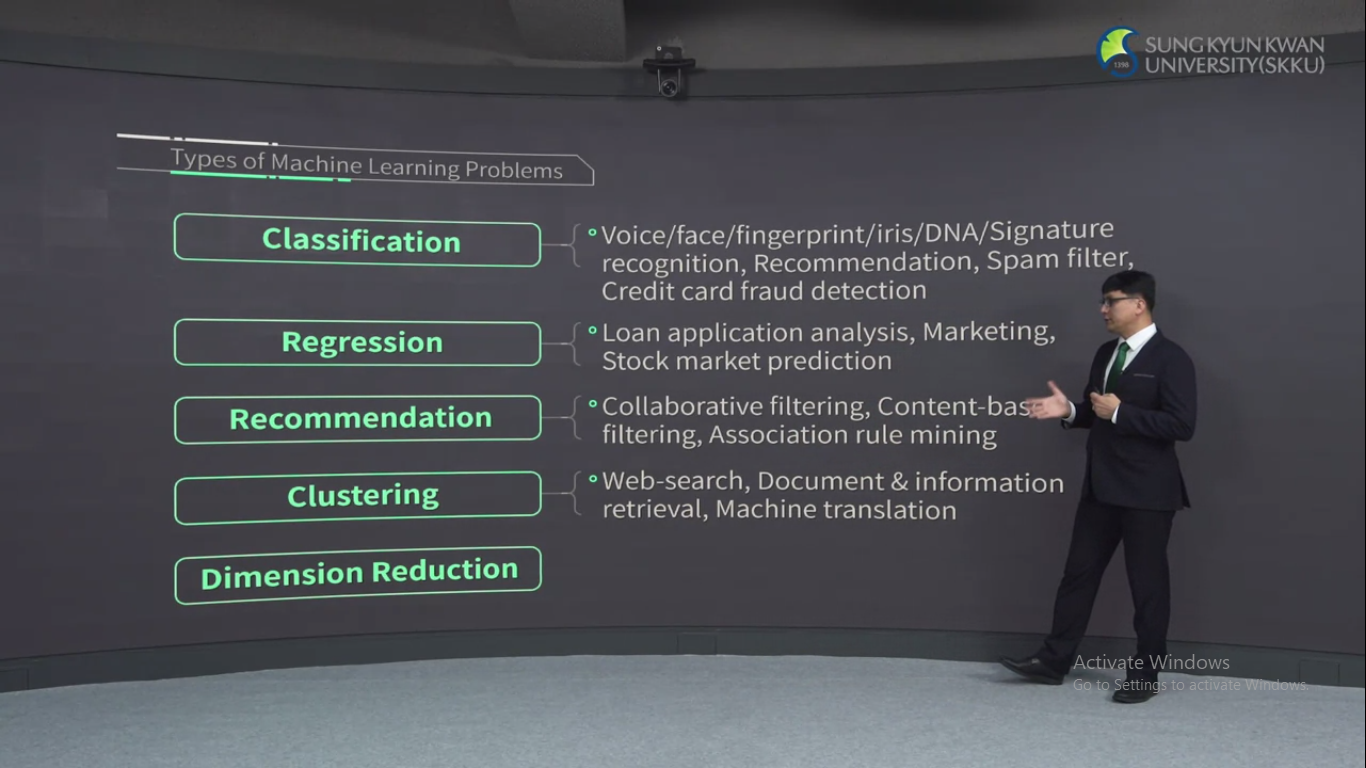 SUNG KYUN KWAN
UNIVERSITY(SKKU)
1398
Types of Machine Learning Problems
Classification
Voice/face/fingerprint/iris/DNA/Signature
recognition, Recommendation, Spam filter,
Credit card fraud detection
Regression
Loan application analysis, Marketing,
Stock market prediction
Recommendation
Collaborative filtering, Content-bas
filtering, Association rule mining
Clustering
Web-search, Document & information
retrieval, Machine translation
Dimension Reduction
Activate Windows
Go to Settings to activate Windows.